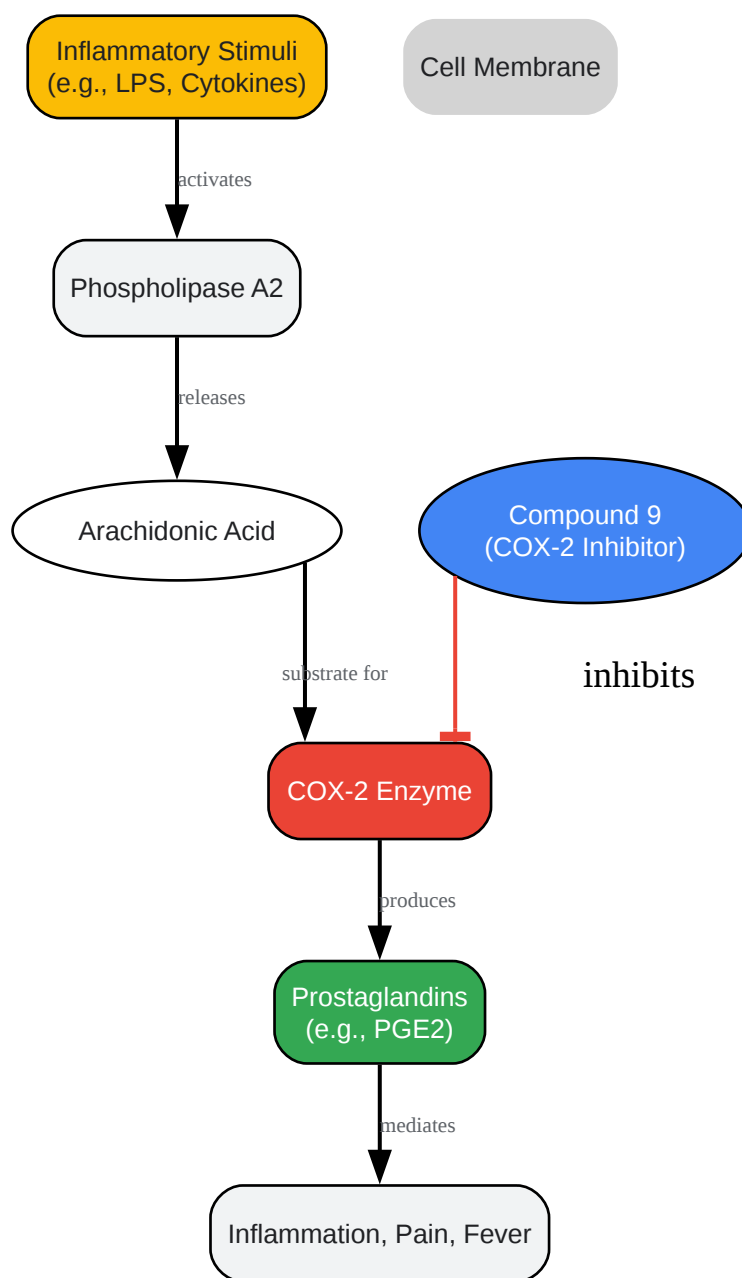 Inflammatory Stimuli
(e.g., LPS, Cytokines)
Cell Membrane
activates
Phospholipase A2
releases
Arachidonic Acid
Compound 9
(COX-2 Inhibitor)
substrate for
inhibits
COX-2 Enzyme
produces
Prostaglandins
(e.g., PGE2)
mediates
Inflammation, Pain, Fever